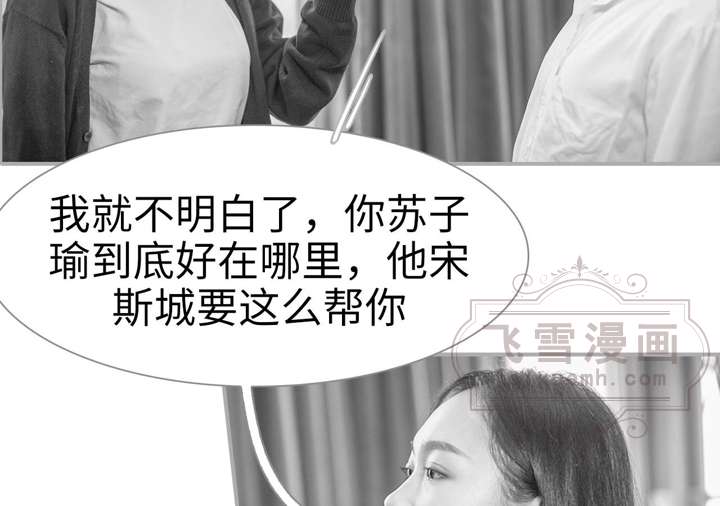 我就不明白了，你苏子
瑜到底好在哪里，他宋
斯城要这么帮你
飞雪漫画